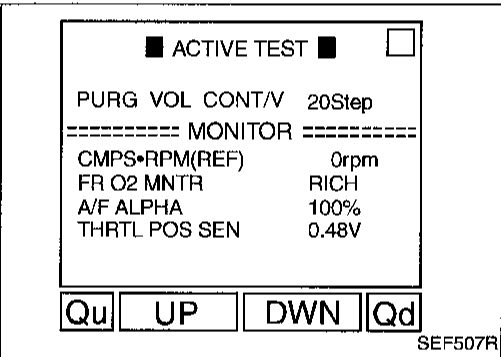 ■ ACTIVE TEST ■ □
PURG VOL CONT/V 20Step
========== MONITOR =========
CMPS•RPM(REF) 0rpm
FR O2 MNTR RICH
A/F ALPHA 100%
THRTL POS SEN 0.48V
Qu UP DWN Qd
SEF507R